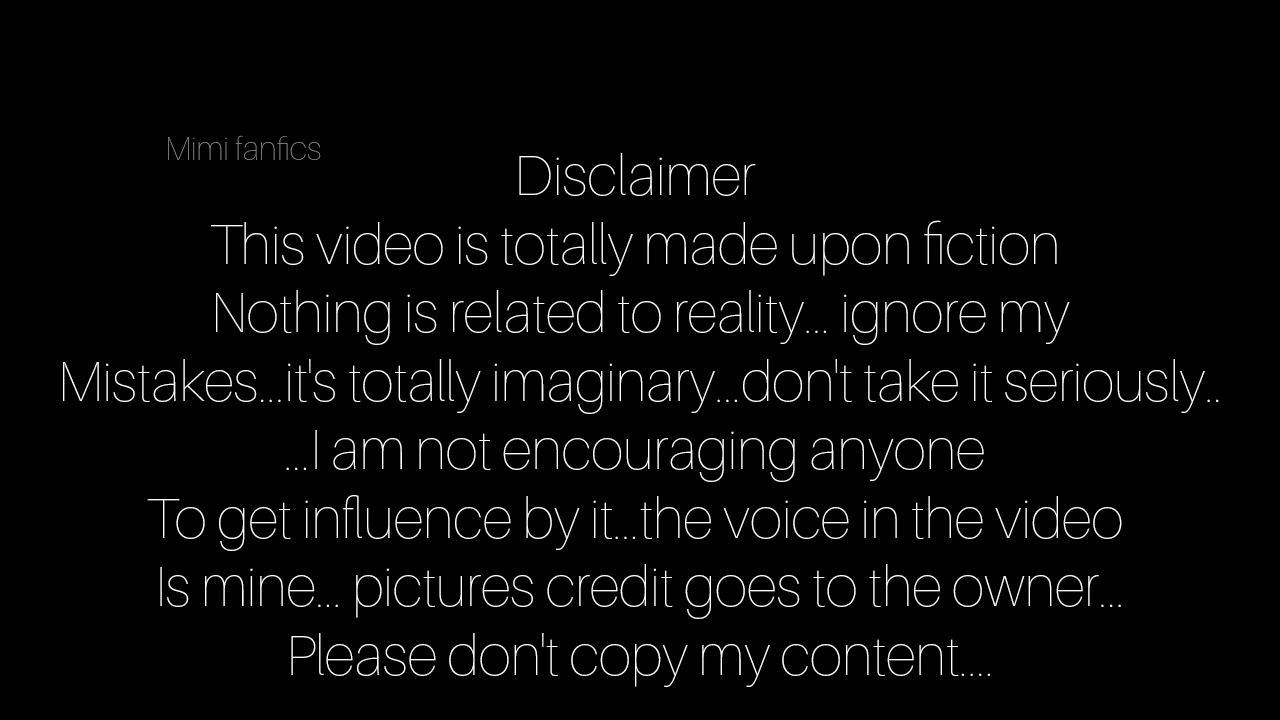 Mimi fanfics
Disclaimer
This video is totally made upon fiction
Nothing is related to reality... ignore my
Mistakes...it's totally imaginary...don't take it seriously..
...I am not encouraging anyone
To get influence by it...the voice in the video
Is mine... pictures credit goes to the owner...
Please don't copy my content....